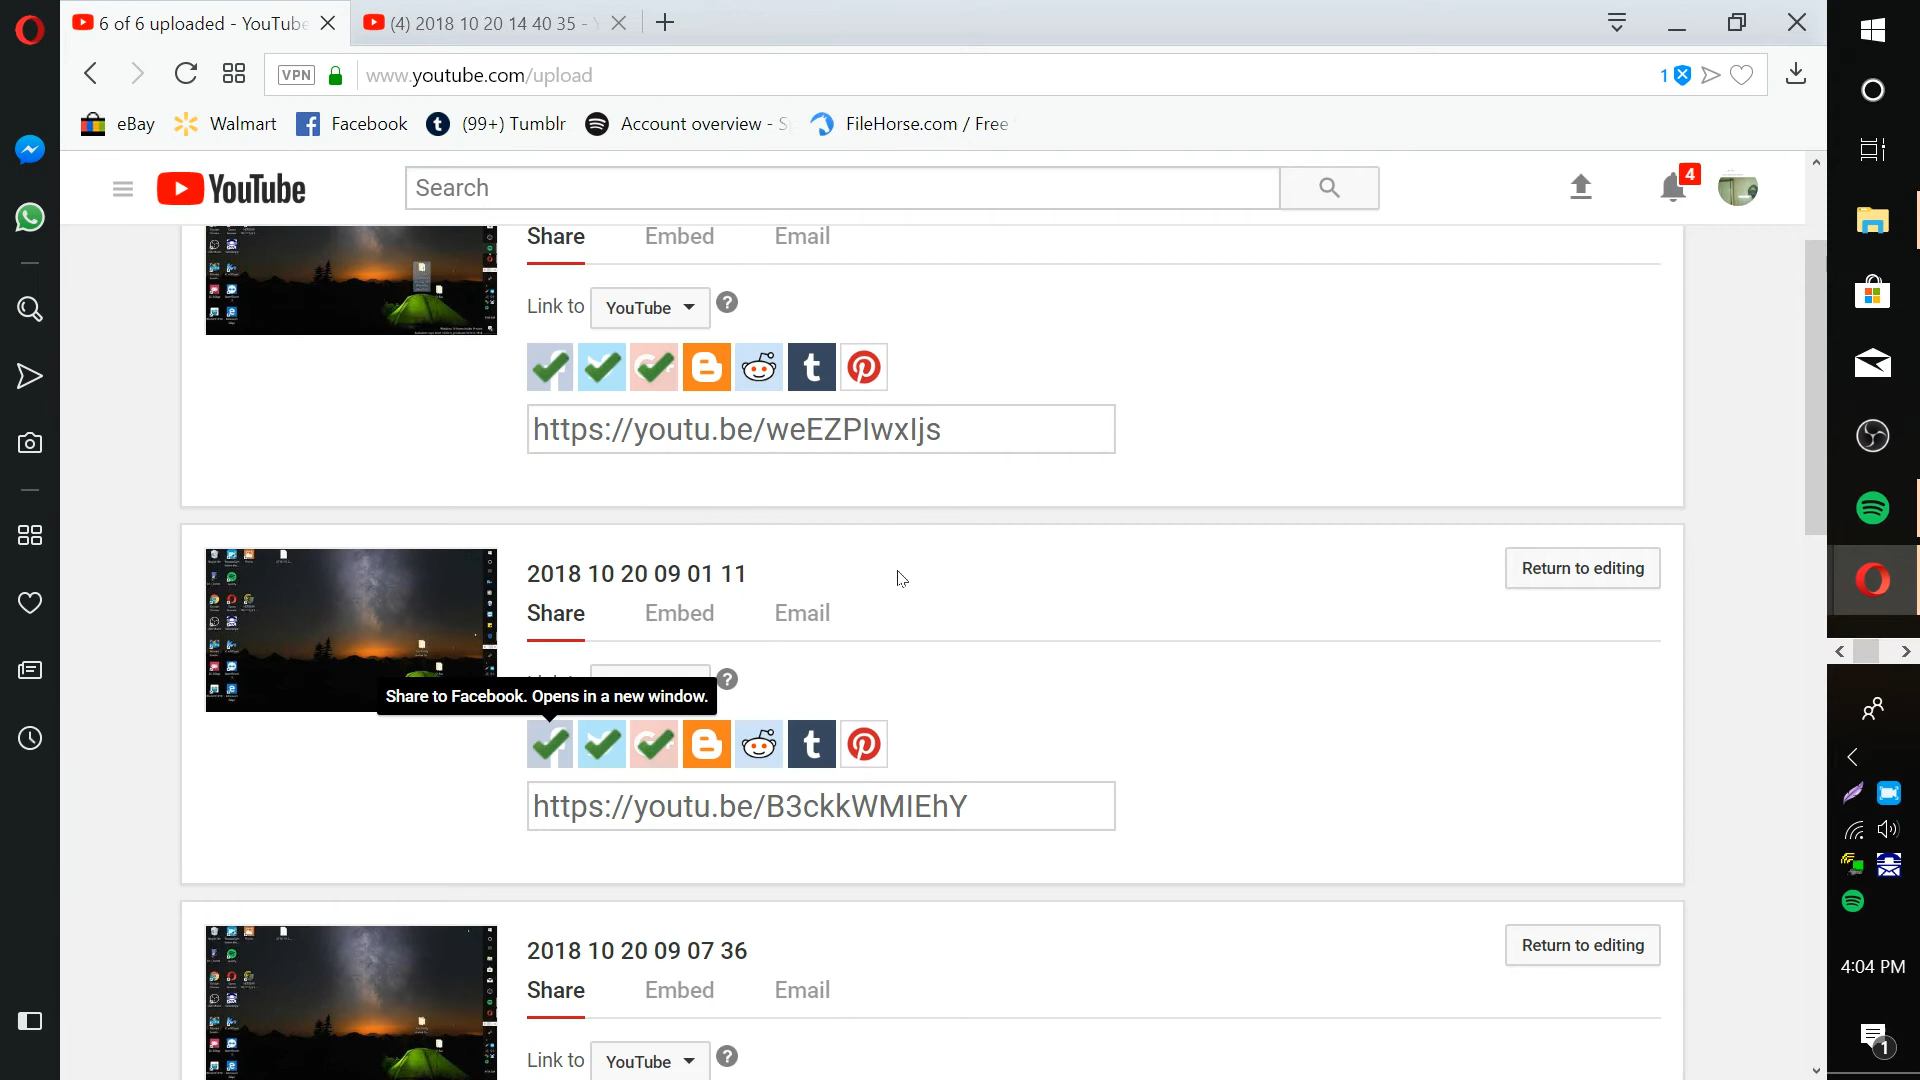 6 of 6 uploaded - YouTube
(4) 2018 10 20 14 40 35 -
VPN www.youtube.com/upload
1
eBay Walmart Facebook (99+) Tumblr Account overview - FileHorse.com / Free
YouTube Search 4
Share Embed Email
Link to YouTube ?
https://youtu.be/weEZPIwxIjs
2018 10 20 09 01 11
Return to editing
Share Embed Email
?
Share to Facebook. Opens in a new window.
https://youtu.be/B3ckkWMIEhY
2018 10 20 09 07 36
Return to editing
Share Embed Email
Link to YouTube ?
4:04 PM
1